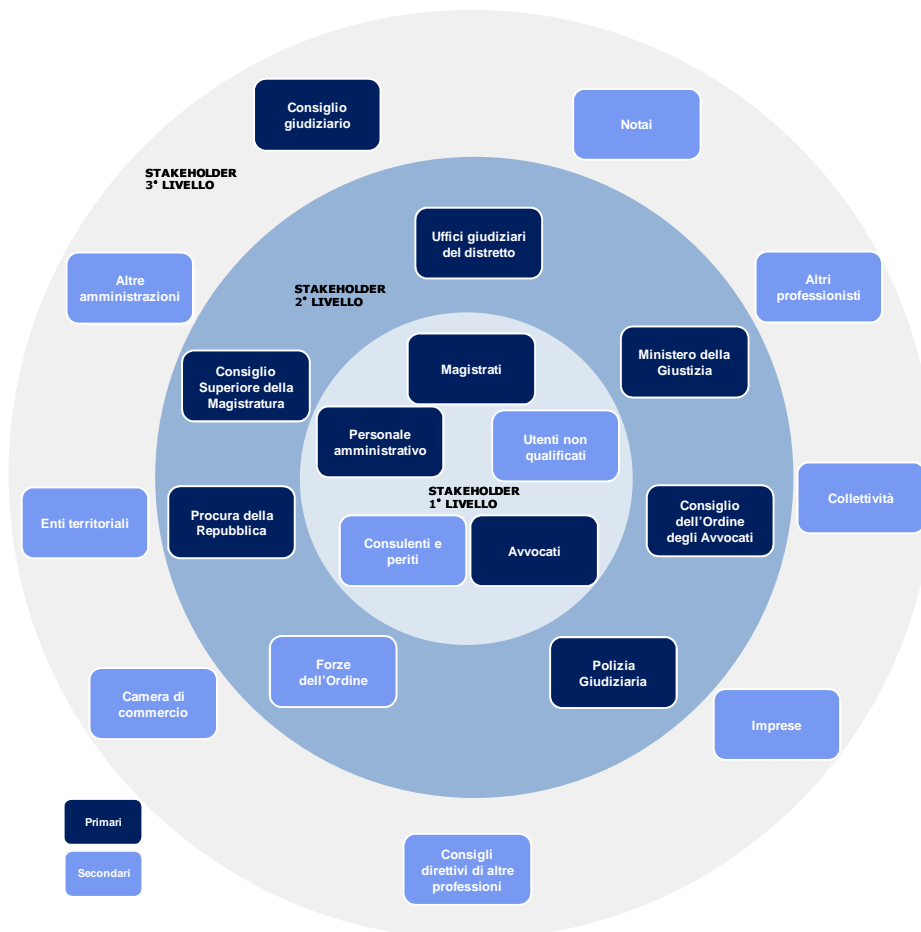 Consiglio
giudiziario
Notai
STAKEHOLDER
3° LIVELLO
Uffici giudiziari
del distretto
Altre
amministrazioni
Altri
professionisti
STAKEHOLDER
2° LIVELLO
Ministero della
Giustizia
Magistrati
Consiglio
Superiore della
Magistratura
Personale
amministrativo
Utenti non
qualificati
STAKEHOLDER
1° LIVELLO
Enti territoriali
Procura della
Repubblica
Consiglio
dell’Ordine
degli Avvocati
Collettività
Consulenti e
periti
Avvocati
Forze
dell’Ordine
Polizia
Giudiziaria
Camera di
commercio
Imprese
Primari
Secondari
Consigli
direttivi di altre
professioni